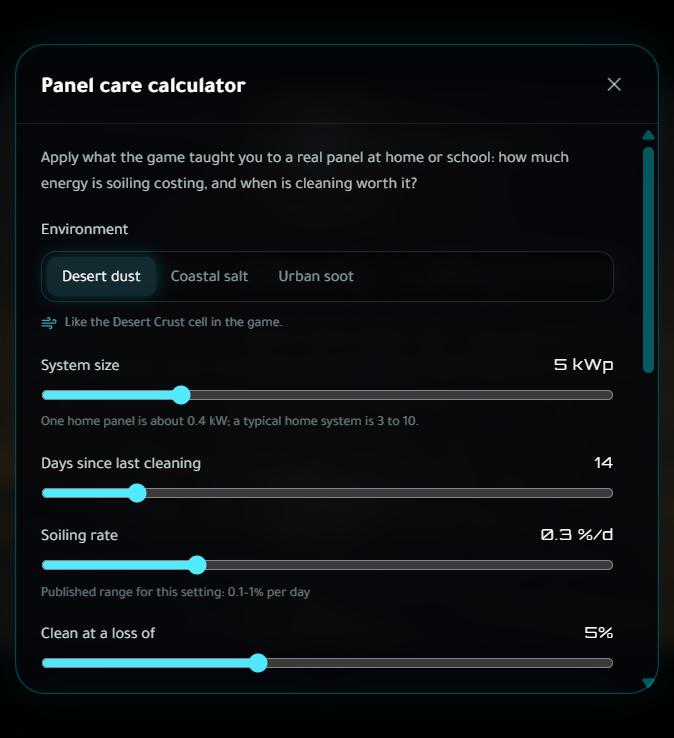 Panel care calculator
Apply what the game taught you to a real panel at home or school: how much
energy is soiling costing, and when is cleaning worth it?
Environment
Desert dust Coastal salt Urban soot
Like the Desert Crust cell in the game.
System size 5 kWp
One home panel is about 0.4 kW; a typical home system is 3 to 10.
Days since last cleaning 14
Soiling rate 0.3 %/d
Published range for this setting: 0.1-1% per day
Clean at a loss of 5%